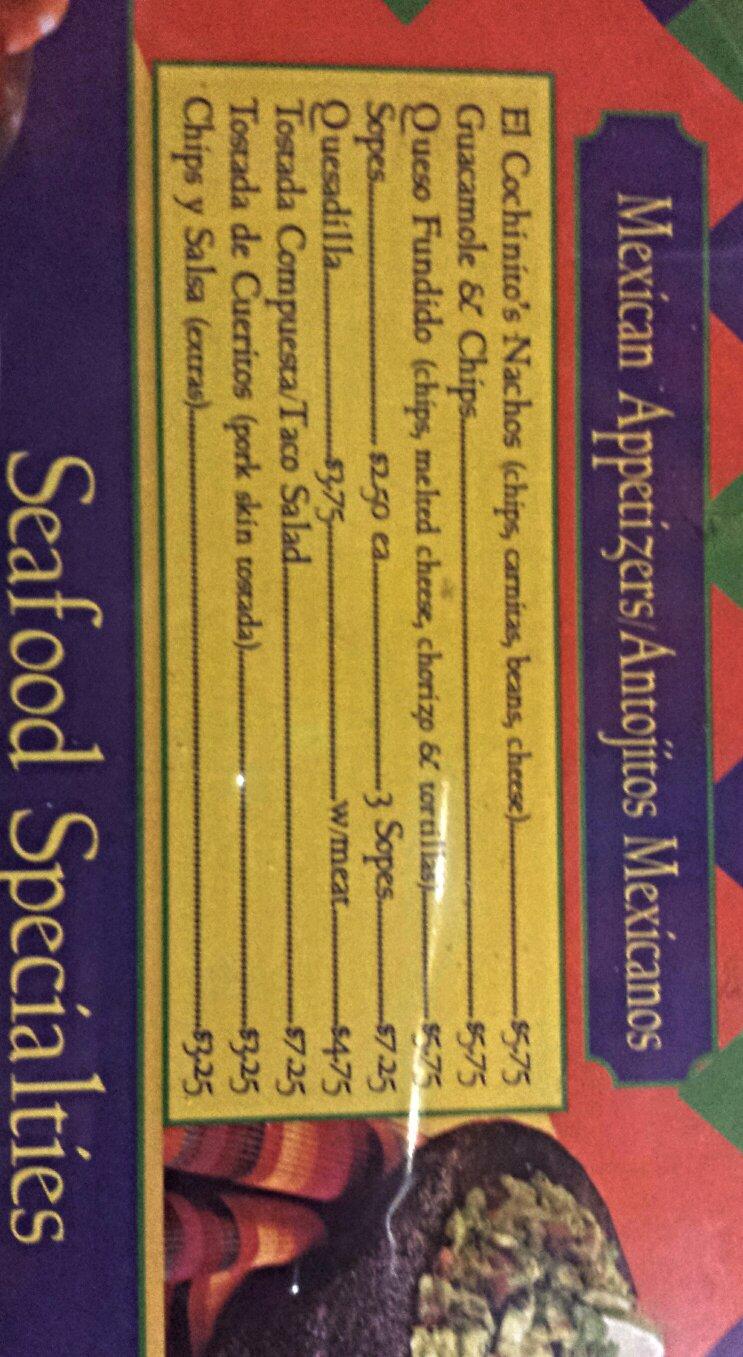 Mexican Appetizers/Antojitos Mexicanos
El Cochinito's Nachos (chips, carnitas, beans, cheese)........$5.75
Guacamole & Chips........$5.75
Queso Fundido (chips, melted cheese, chorizo & tortillas)........$5.75
Sopes........$2.50 ea........3 Sopes........$7.25
Quesadilla........$3.75........w/meat........$4.75
Tostada Compuesta/Taco Salad........$7.25
Tostada de Cueritos (pork skin tostada)........$3.25
Chips y Salsa (extras)........$3.25
Seafood Specialties